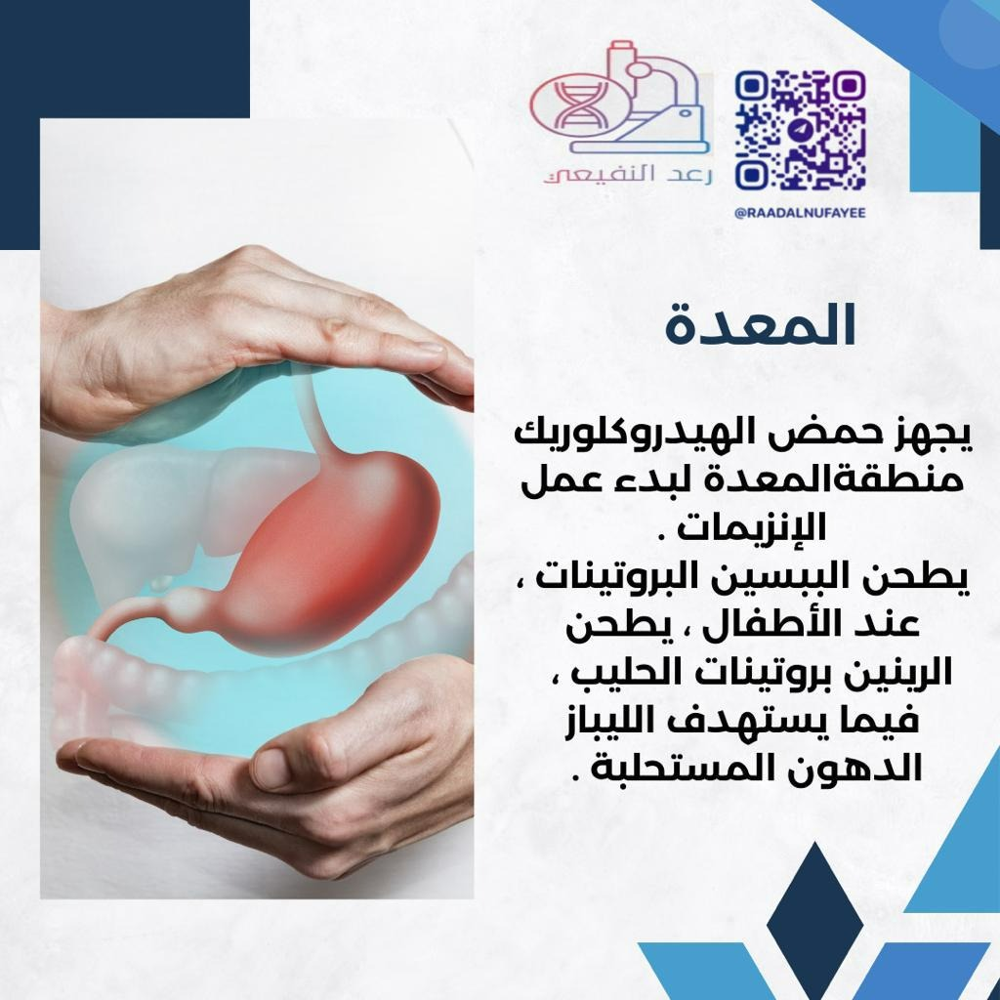 رعد النفيعي
@RAADALNUFAYEE
المعدة
يجهز حمض الهيدروكلوريك
منطقةالمعدة لبدء عمل
الإنزيمات .
يطحن الببسين البروتينات ،
عند الأطفال ، يطحن
الرينين بروتينات الحليب ،
فيما يستهدف الليباز
الدهون المستحلبة .